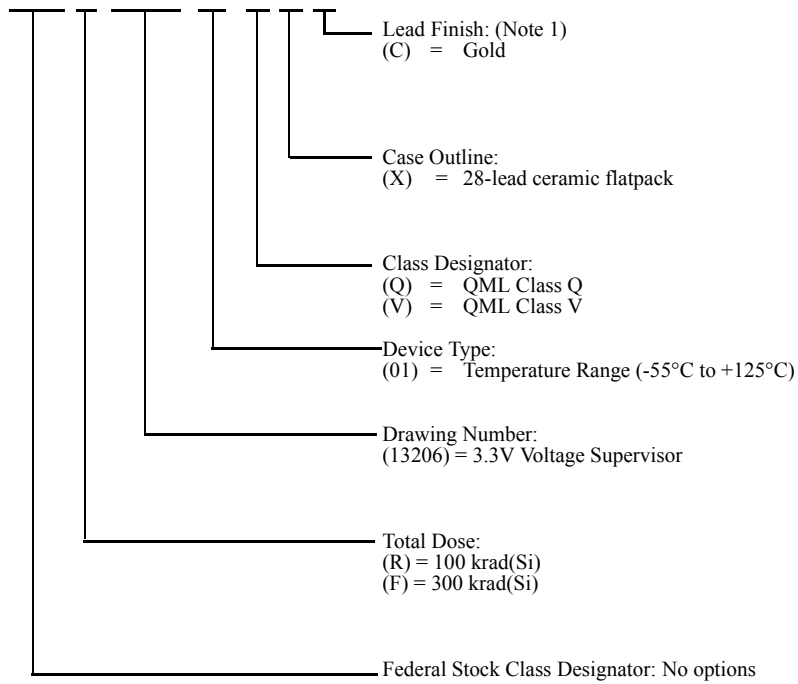 Lead Finish: (Note 1)
(C) = Gold
Case Outline:
(X) = 28-lead ceramic flatpack
Class Designator:
(Q) = QML Class Q
(V) = QML Class V
Device Type:
(01) = Temperature Range (-55°C to +125°C)
Drawing Number:
(13206) = 3.3V Voltage Supervisor
Total Dose:
(R) = 100 krad(Si)
(F) = 300 krad(Si)
Federal Stock Class Designator: No options